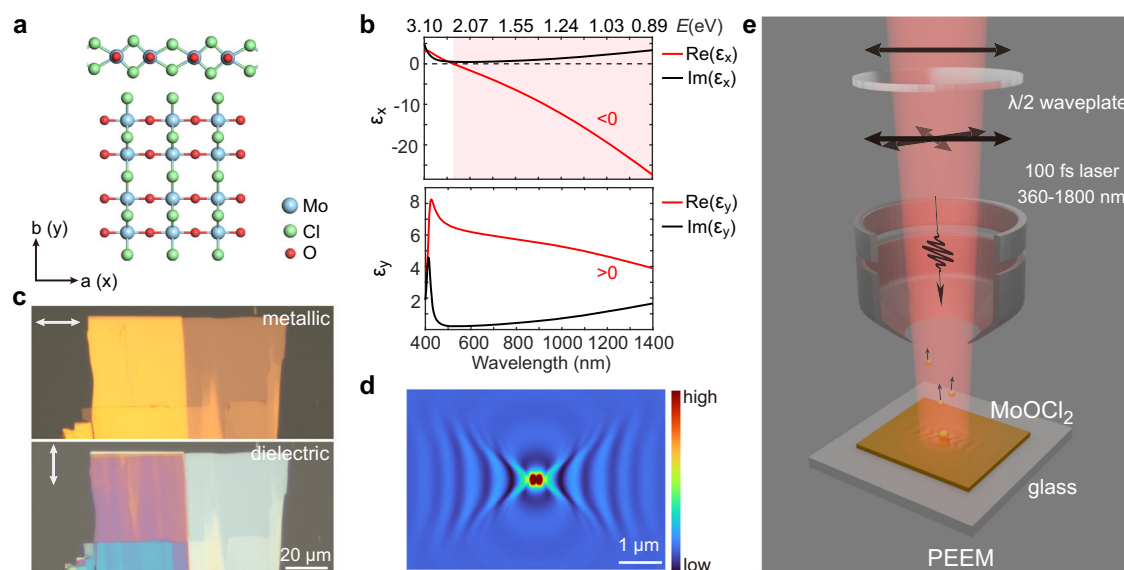 a
b (y)
a (x)
Mo
Cl
O
b
3.10 2.07 1.55 1.24 1.03 0.89 E(eV)
Re(εₓ)
Im(εₓ)
0
-10
-20
εₓ
<0
8
6
4
2
ε_y
Re(ε_y)
Im(ε_y)
>0
400 600 800 1000 1200 1400
Wavelength (nm)
c
metallic
dielectric
20 μm
d
high
low
1 μm
e
λ/2 waveplate
100 fs laser
360-1800 nm
MoOCl₂
glass
PEEM